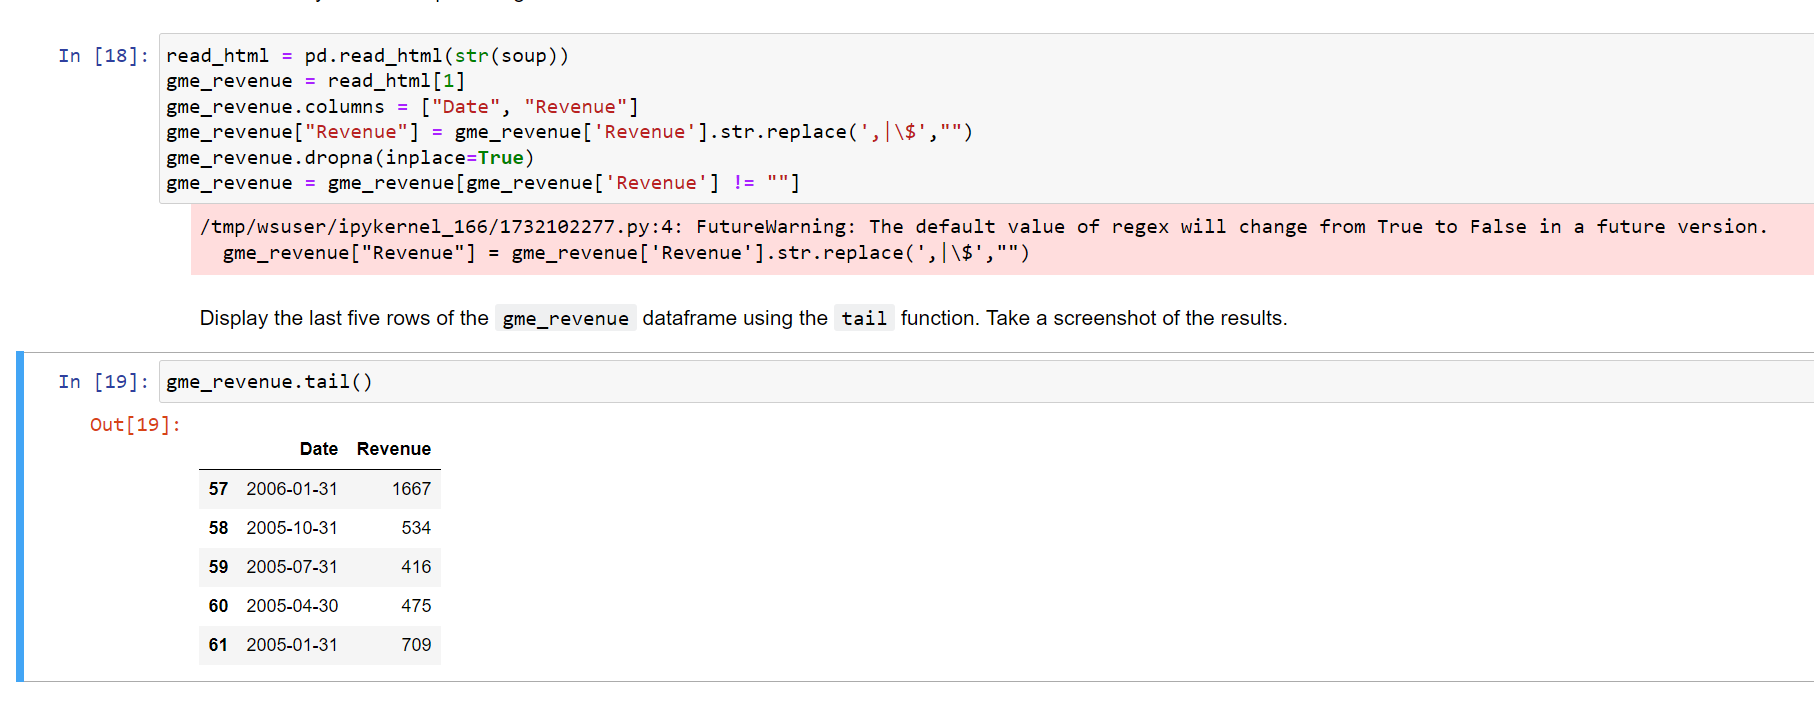 In [18]: read_html = pd.read_html(str(soup))
gme_revenue = read_html[1]
gme_revenue.columns = ["Date", "Revenue"]
gme_revenue["Revenue"] = gme_revenue['Revenue'].str.replace(',|\$',"")
gme_revenue.dropna(inplace=True)
gme_revenue = gme_revenue[gme_revenue['Revenue'] != ""]
/tmp/wsuser/ipykernel_166/1732102277.py:4: FutureWarning: The default value of regex will change from True to False in a future version.
gme_revenue["Revenue"] = gme_revenue['Revenue'].str.replace(',|\$',"")
Display the last five rows of the gme_revenue dataframe using the tail function. Take a screenshot of the results.
In [19]: gme_revenue.tail()
Out[19]:
Date Revenue
57 2006-01-31 1667
58 2005-10-31 534
59 2005-07-31 416
60 2005-04-30 475
61 2005-01-31 709